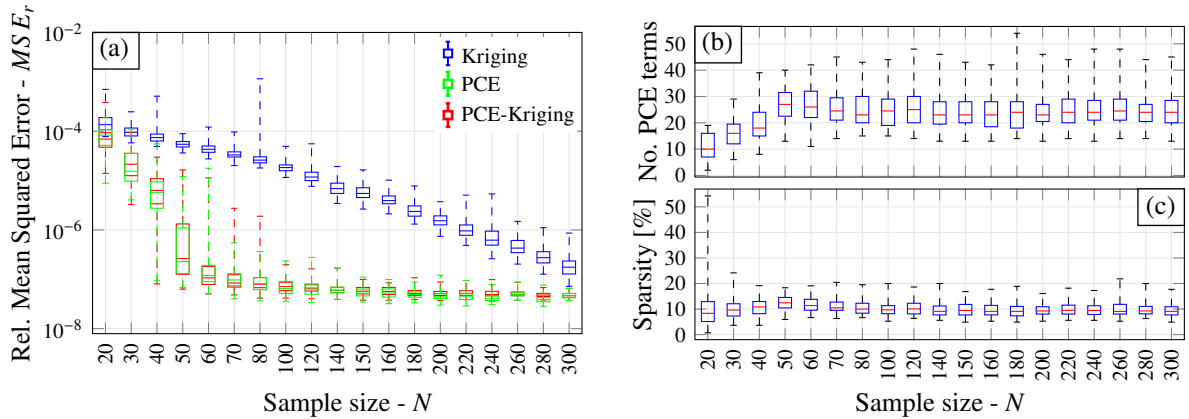 Rel. Mean Squared Error - MSE_r
10^−2
10^−4
10^−6
10^−8
(a)
Kriging
PCE
PCE-Kriging
20 30 40 50 60 70 80 100 120 140 160 180 200 220 240 260 280 300
Sample size - N
No. PCE terms
50
40
30
20
10
0
(b)
Sparsity [%]
50
40
30
20
10
0
(c)
20 30 40 50 60 70 80 100 120 140 160 180 200 220 240 260 280 300
Sample size - N